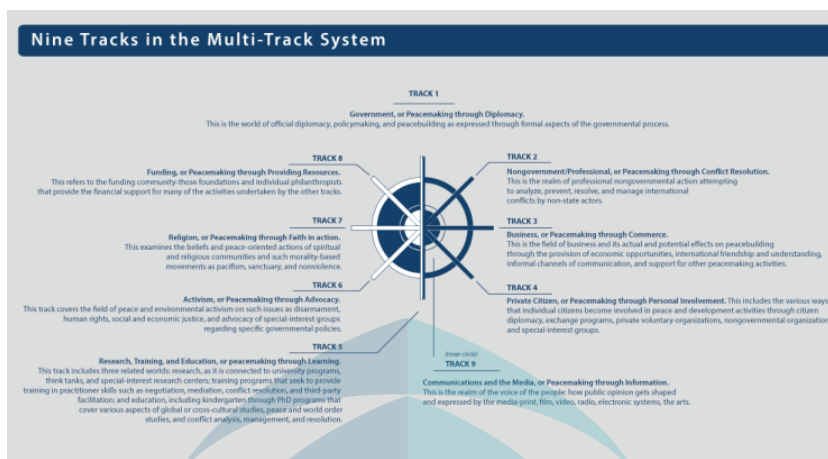 Nine Tracks in the Multi-Track System
TRACK 1
Government, or Peacemaking through Diplomacy.
This is the world of official diplomacy, policymaking, and peacebuilding as expressed through formal aspects of the governmental process.
TRACK 8
Funding, or Peacemaking through Providing Resources.
This refers to the funding community-those foundations and individual philanthropists
that provide the financial support for many of the activities undertaken by the other tracks.
TRACK 2
Nongovernment/Professional, or Peacemaking through Conflict Resolution.
This is the realm of professional nongovernmental action attempting
to analyze, prevent, resolve, and manage international
conflicts by non-state actors.
TRACK 7
Religion, or Peacemaking through Faith in action.
This examines the beliefs and peace-oriented actions of spiritual
and religious communities and such morality-based
movements as pacifism, sanctuary, and nonviolence.
TRACK 3
Business, or Peacemaking through Commerce.
This is the field of business and its actual and potential effects on peacebuilding
through the provision of economic opportunities, international friendship and understanding,
informal channels of communication, and support for other peacemaking activities.
TRACK 6
Activism, or Peacemaking through Advocacy.
This track covers the field of peace and environmental activism on such issues as disarmament,
human rights, social and economic justice, and advocacy of special-interest groups
regarding specific governmental policies.
TRACK 4
Private Citizen, or Peacemaking through Personal Involvement. This includes the various ways
that individual citizens become involved in peace and development activities through citizen
diplomacy, exchange programs, private voluntary organizations, nongovernmental organization
and special-interest groups.
TRACK 5
Research, Training, and Education, or peacemaking through Learning.
This track includes three related worlds: research, as it is connected to university programs,
think tanks, and special-interest research centers; training programs that seek to provide
training in practitioner skills such as negotiation, mediation, conflict resolution, and third-party
facilitation; and education, including kindergarten through PhD programs that
cover various aspects of global or cross-cultural studies, peace and world order
studies, and conflict analysis, management, and resolution.
(inner circle)
TRACK 9
Communications and the Media, or Peacemaking through Information.
This is the realm of the voice of the people: how public opinion gets shaped
and expressed by the media-print, film, video, radio, electronic systems, the arts.